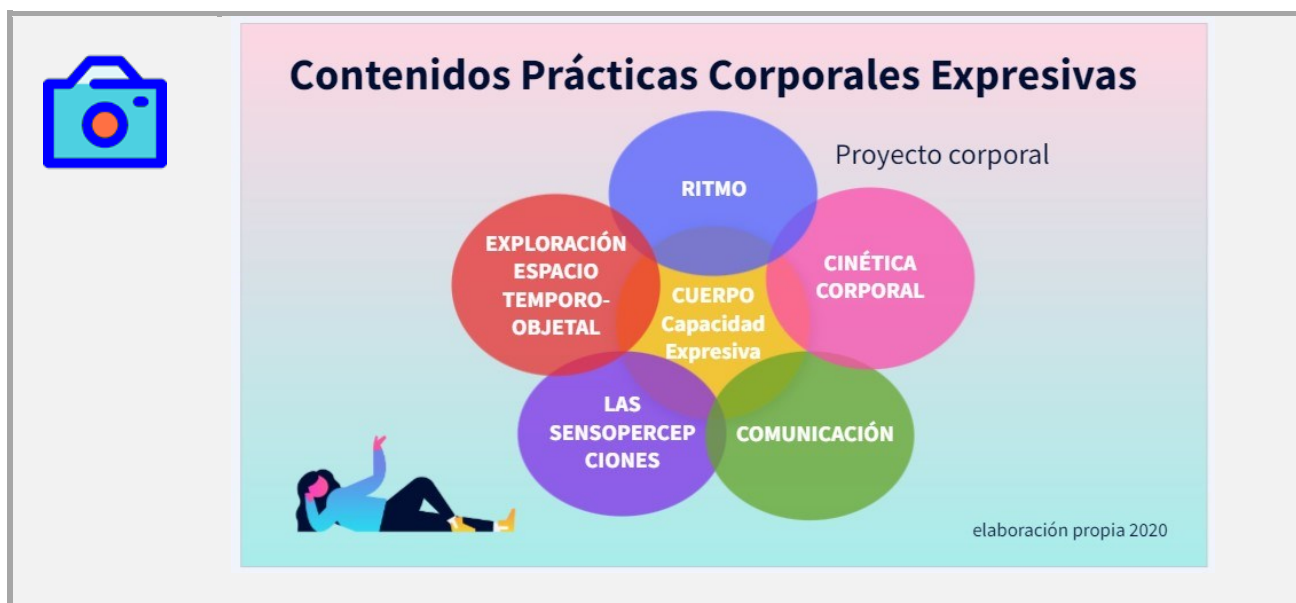 Contenidos Prácticas Corporales Expresivas
Proyecto corporal
RITMO
EXPLORACIÓN
ESPACIO
TEMPORO-
OBJETAL
CINÉTICA
CORPORAL
CUERPO
Capacidad
Expresiva
LAS
SENSOPERCEP
CIONES
COMUNICACIÓN
elaboración propia 2020